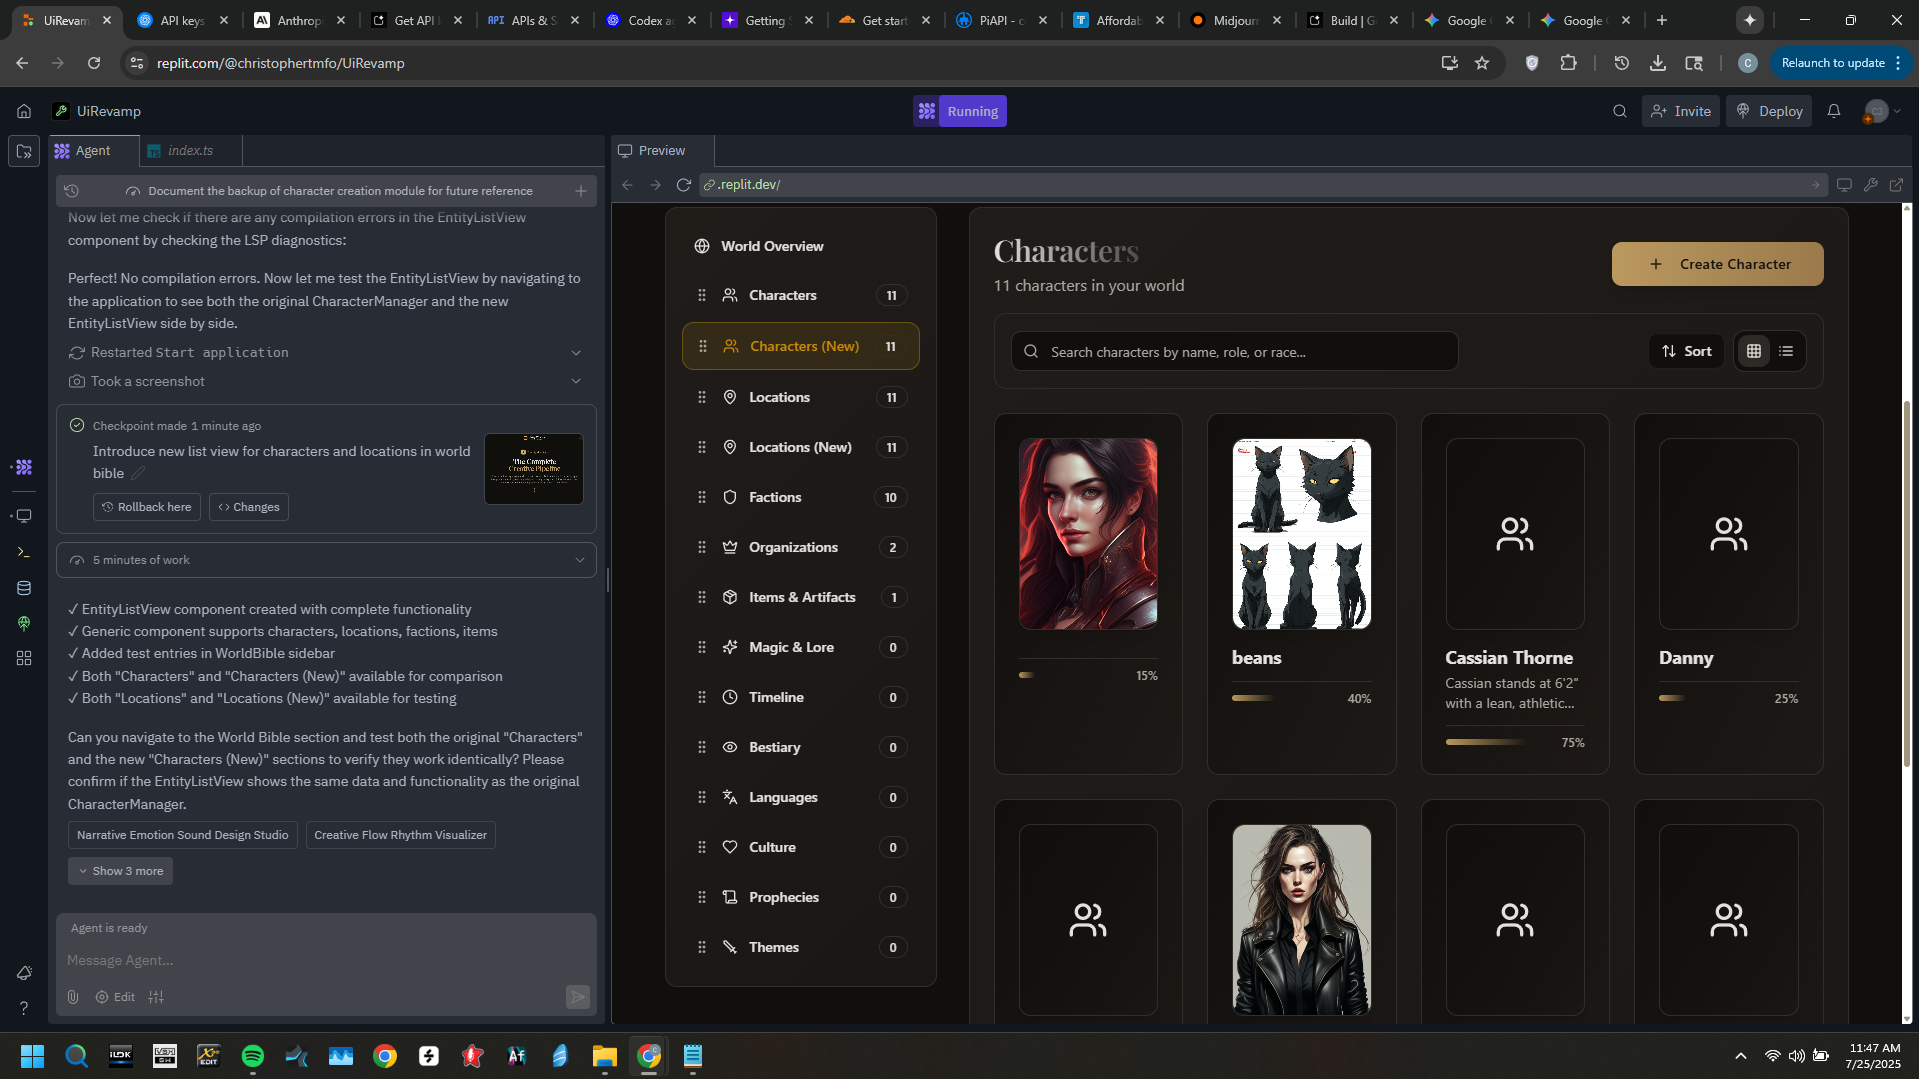 UiRevam
API keys
Anthropi
Get API k
API APIs & S
Codex ag
Getting S
Get start
PiAPI - c
Affordab
Midjour
Build | G
Google
Google
replit.com/@christophertmfo/UiRevamp
C
Relaunch to update
UiRevamp
Running
Invite
Deploy
Agent
index.ts
Preview
Document the backup of character creation module for future reference
.replit.dev/
Now let me check if there are any compilation errors in the EntityListView
component by checking the LSP diagnostics:
Perfect! No compilation errors. Now let me test the EntityListView by navigating to
the application to see both the original CharacterManager and the new
EntityListView side by side.
Restarted Start application
Took a screenshot
Checkpoint made 1 minute ago
Introduce new list view for characters and locations in world
bible
The Complete
Creative Pipeline
Rollback here
Changes
5 minutes of work
✓ EntityListView component created with complete functionality
✓ Generic component supports characters, locations, factions, items
✓ Added test entries in WorldBible sidebar
✓ Both "Characters" and "Characters (New)" available for comparison
✓ Both "Locations" and "Locations (New)" available for testing
Can you navigate to the World Bible section and test both the original "Characters"
and the new "Characters (New)" sections to verify they work identically? Please
confirm if the EntityListView shows the same data and functionality as the original
CharacterManager.
Narrative Emotion Sound Design Studio
Creative Flow Rhythm Visualizer
Show 3 more
Agent is ready
Message Agent...
Edit
World Overview
Characters 11
Characters (New) 11
Locations 11
Locations (New) 11
Factions 10
Organizations 2
Items & Artifacts 1
Magic & Lore 0
Timeline 0
Bestiary 0
Languages 0
Culture 0
Prophecies 0
Themes 0
Characters
11 characters in your world
+ Create Character
Search characters by name, role, or race...
Sort
15%
beans
40%
Cassian Thorne
Cassian stands at 6'2"
with a lean, athletic...
75%
Danny
25%
EDIT
Af
11:47 AM
7/25/2025